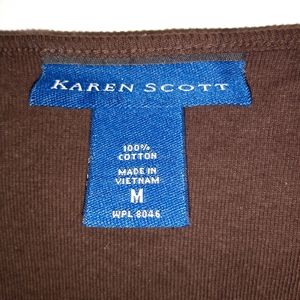 KAREN SCOTT
100%
COTTON
MADE IN
VIETNAM
M
WPL 8046